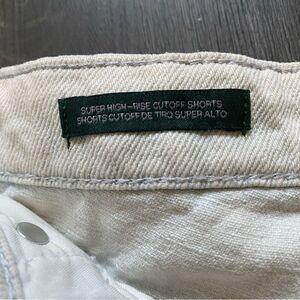 SUPER HIGH-RISE CUTOFF SHORTS
SHORTS CUTOFF DE TIRO SUPER ALTO